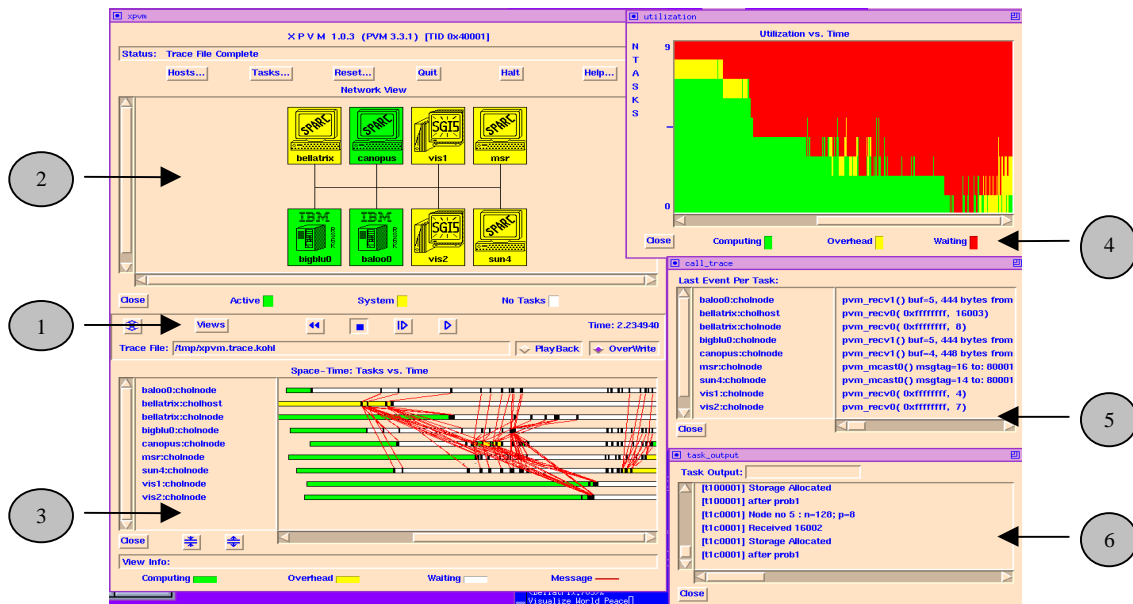 xpvm
X P V M 1.0.3 (PVM 3.3.1) [TID 0x40001]
Status: Trace File Complete
Hosts... Tasks... Reset... Quit Halt Help...
Network View
SPARC SPARC SGI5 SPARC
bellatrix canopus vis1 msr
IBM IBM SGI5 SPARC
bigblu0 baloo0 vis2 sun4
Close Active System No Tasks
Views Time: 2.234940
Trace File: /tmp/xpvm.trace.kohl PlayBack OverWrite
Space-Time: Tasks vs. Time
baloo0:cholnode
bellatrix:cholhost
bellatrix:cholnode
bigblu0:cholnode
canopus:cholnode
msr:cholnode
sun4:cholnode
vis1:cholnode
vis2:cholnode
Close
View Info:
Computing Overhead Waiting Message
utilization
Utilization vs. Time
N T A S K S
9
0
Close Computing Overhead Waiting
call_trace
Last Event Per Task:
baloo0:cholnode pvm_recv1() buf=5, 444 bytes from
bellatrix:cholhost pvm_recv0( 0xffffffff, 16003)
bellatrix:cholnode pvm_recv0( 0xffffffff, 8)
bigblu0:cholnode pvm_recv1() buf=5, 444 bytes from
canopus:cholnode pvm_recv1() buf=4, 448 bytes from
msr:cholnode pvm_mcast0() msgtag=16 to: 80001
sun4:cholnode pvm_mcast0() msgtag=14 to: 80001
vis1:cholnode pvm_recv0( 0xffffffff, 4)
vis2:cholnode pvm_recv0( 0xffffffff, 7)
Close
task_output
Task Output:
[t100001] Storage Allocated
[t100001] after prob1
[t1c0001] Node no 5 : n=128; p=8
[t1c0001] Received 16002
[t1c0001] Storage Allocated
[t1c0001] after prob1
Close
Visualize World Peace
2
1
3
4
5
6